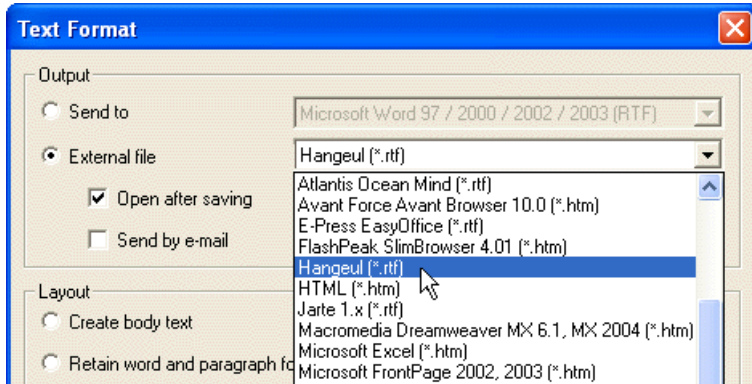 Text Format
Output
Send to
Microsoft Word 97 / 2000 / 2002 / 2003 (RTF)
External file
Hangeul (*.rtf)
Open after saving
Send by e-mail
Atlantis Ocean Mind (*.rtf)
Avant Force Avant Browser 10.0 (*.htm)
E-Press EasyOffice (*.rtf)
FlashPeak SlimBrowser 4.01 (*.htm)
Hangeul (*.rtf)
HTML (*.htm)
Jarte 1.x (*.rtf)
Macromedia Dreamweaver MX 6.1, MX 2004 (*.htm)
Microsoft Excel (*.htm)
Microsoft FrontPage 2002, 2003 (*.htm)
Layout
Create body text
Retain word and paragraph fo